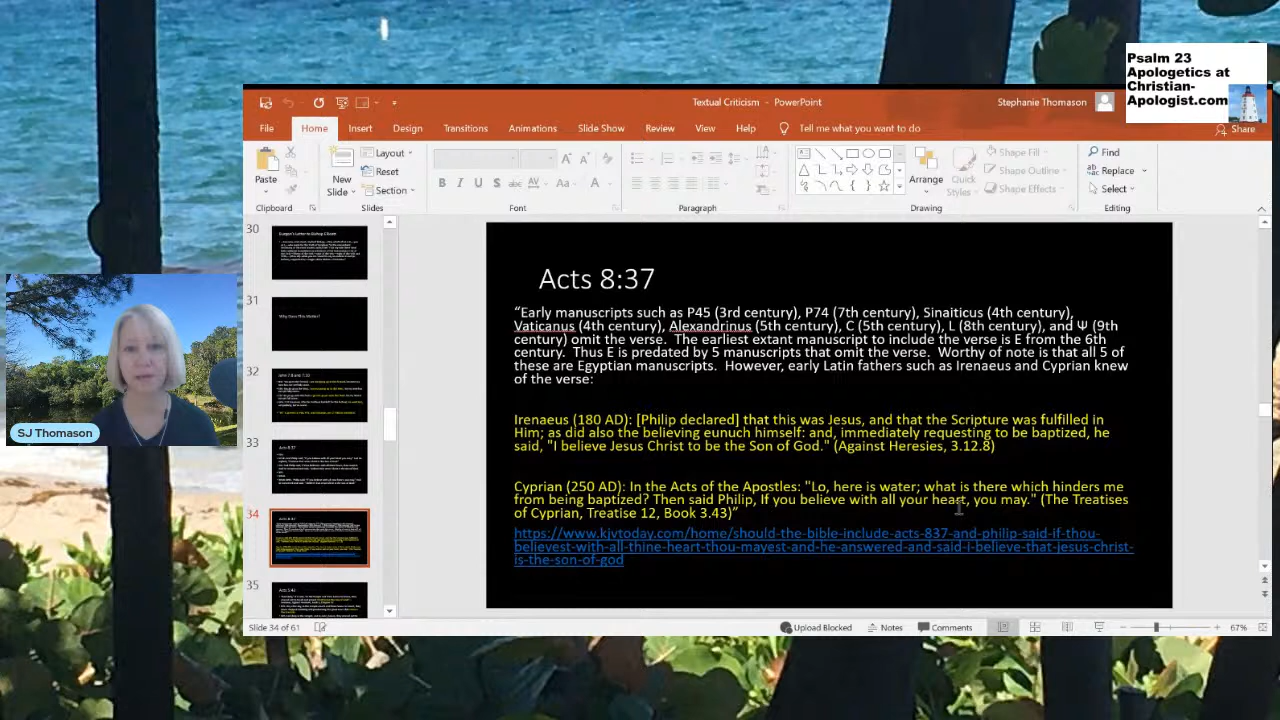 Psalm 23
Apologetics at
Christian-
Apologist.com
Textual Criticism - PowerPoint
Stephanie Thomason
File
Home
Insert
Design
Transitions
Animations
Slide Show
Review
View
Help
Tell me what you want to do
Share
Paste
New
Slide
Layout
Reset
Section
B
I
U
S
abc
AV
Aa
A
Arrange
Quick
Styles
Shape Fill
Shape Outline
Shape Effects
Find
Replace
Select
Clipboard
Slides
Font
Paragraph
Drawing
Editing
30
31
Why Does This Matter?
32
33
34
Acts 8:37
35
Acts 8:37
“Early manuscripts such as P45 (3rd century), P74 (7th century), Sinaiticus (4th century),
Vaticanus (4th century), Alexandrinus (5th century), C (5th century), L (8th century), and Ψ (9th
century) omit the verse. The earliest extant manuscript to include the verse is E from the 6th
century. Thus E is predated by 5 manuscripts that omit the verse. Worthy of note is that all 5 of
these are Egyptian manuscripts. However, early Latin fathers such as Irenaeus and Cyprian knew
of the verse:
Irenaeus (180 AD): [Philip declared] that this was Jesus, and that the Scripture was fulfilled in
Him; as did also the believing eunuch himself: and, immediately requesting to be baptized, he
said, "I believe Jesus Christ to be the Son of God." (Against Heresies, 3.12.8)
Cyprian (250 AD): In the Acts of the Apostles: "Lo, here is water; what is there which hinders me
from being baptized? Then said Philip, If you believe with all your heart, you may." (The Treatises
of Cyprian, Treatise 12, Book 3.43)”
https://www.kjvtoday.com/home/should-the-bible-include-acts-837-and-philip-said-if-thou-
believest-with-all-thine-heart-thou-mayest-and-he-answered-and-said-i-believe-that-jesus-christ-
is-the-son-of-god
SJ Thomason
Slide 34 of 61
Upload Blocked
Notes
Comments
67%